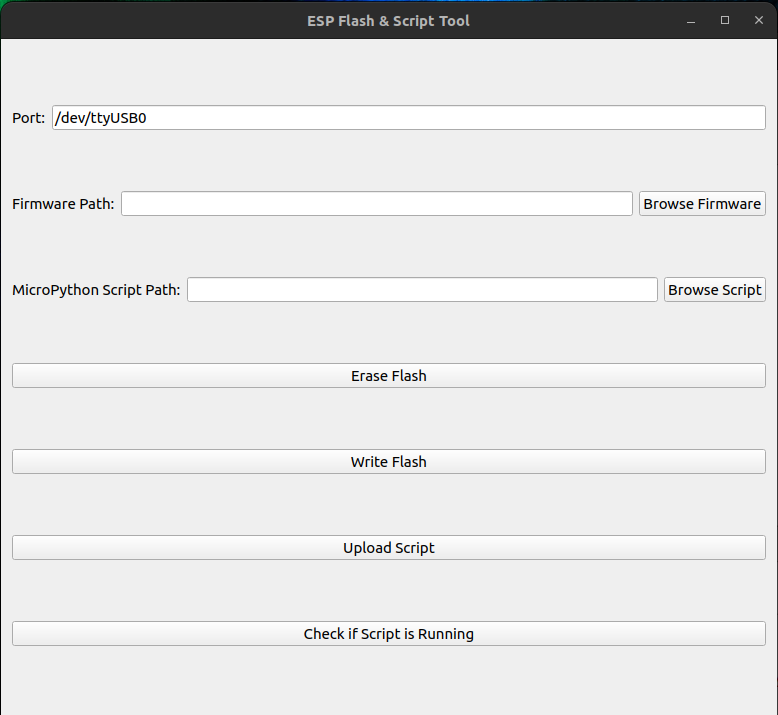 ESP Flash & Script Tool
Port: /dev/ttyUSB0
Firmware Path: Browse Firmware
MicroPython Script Path: Browse Script
Erase Flash
Write Flash
Upload Script
Check if Script is Running